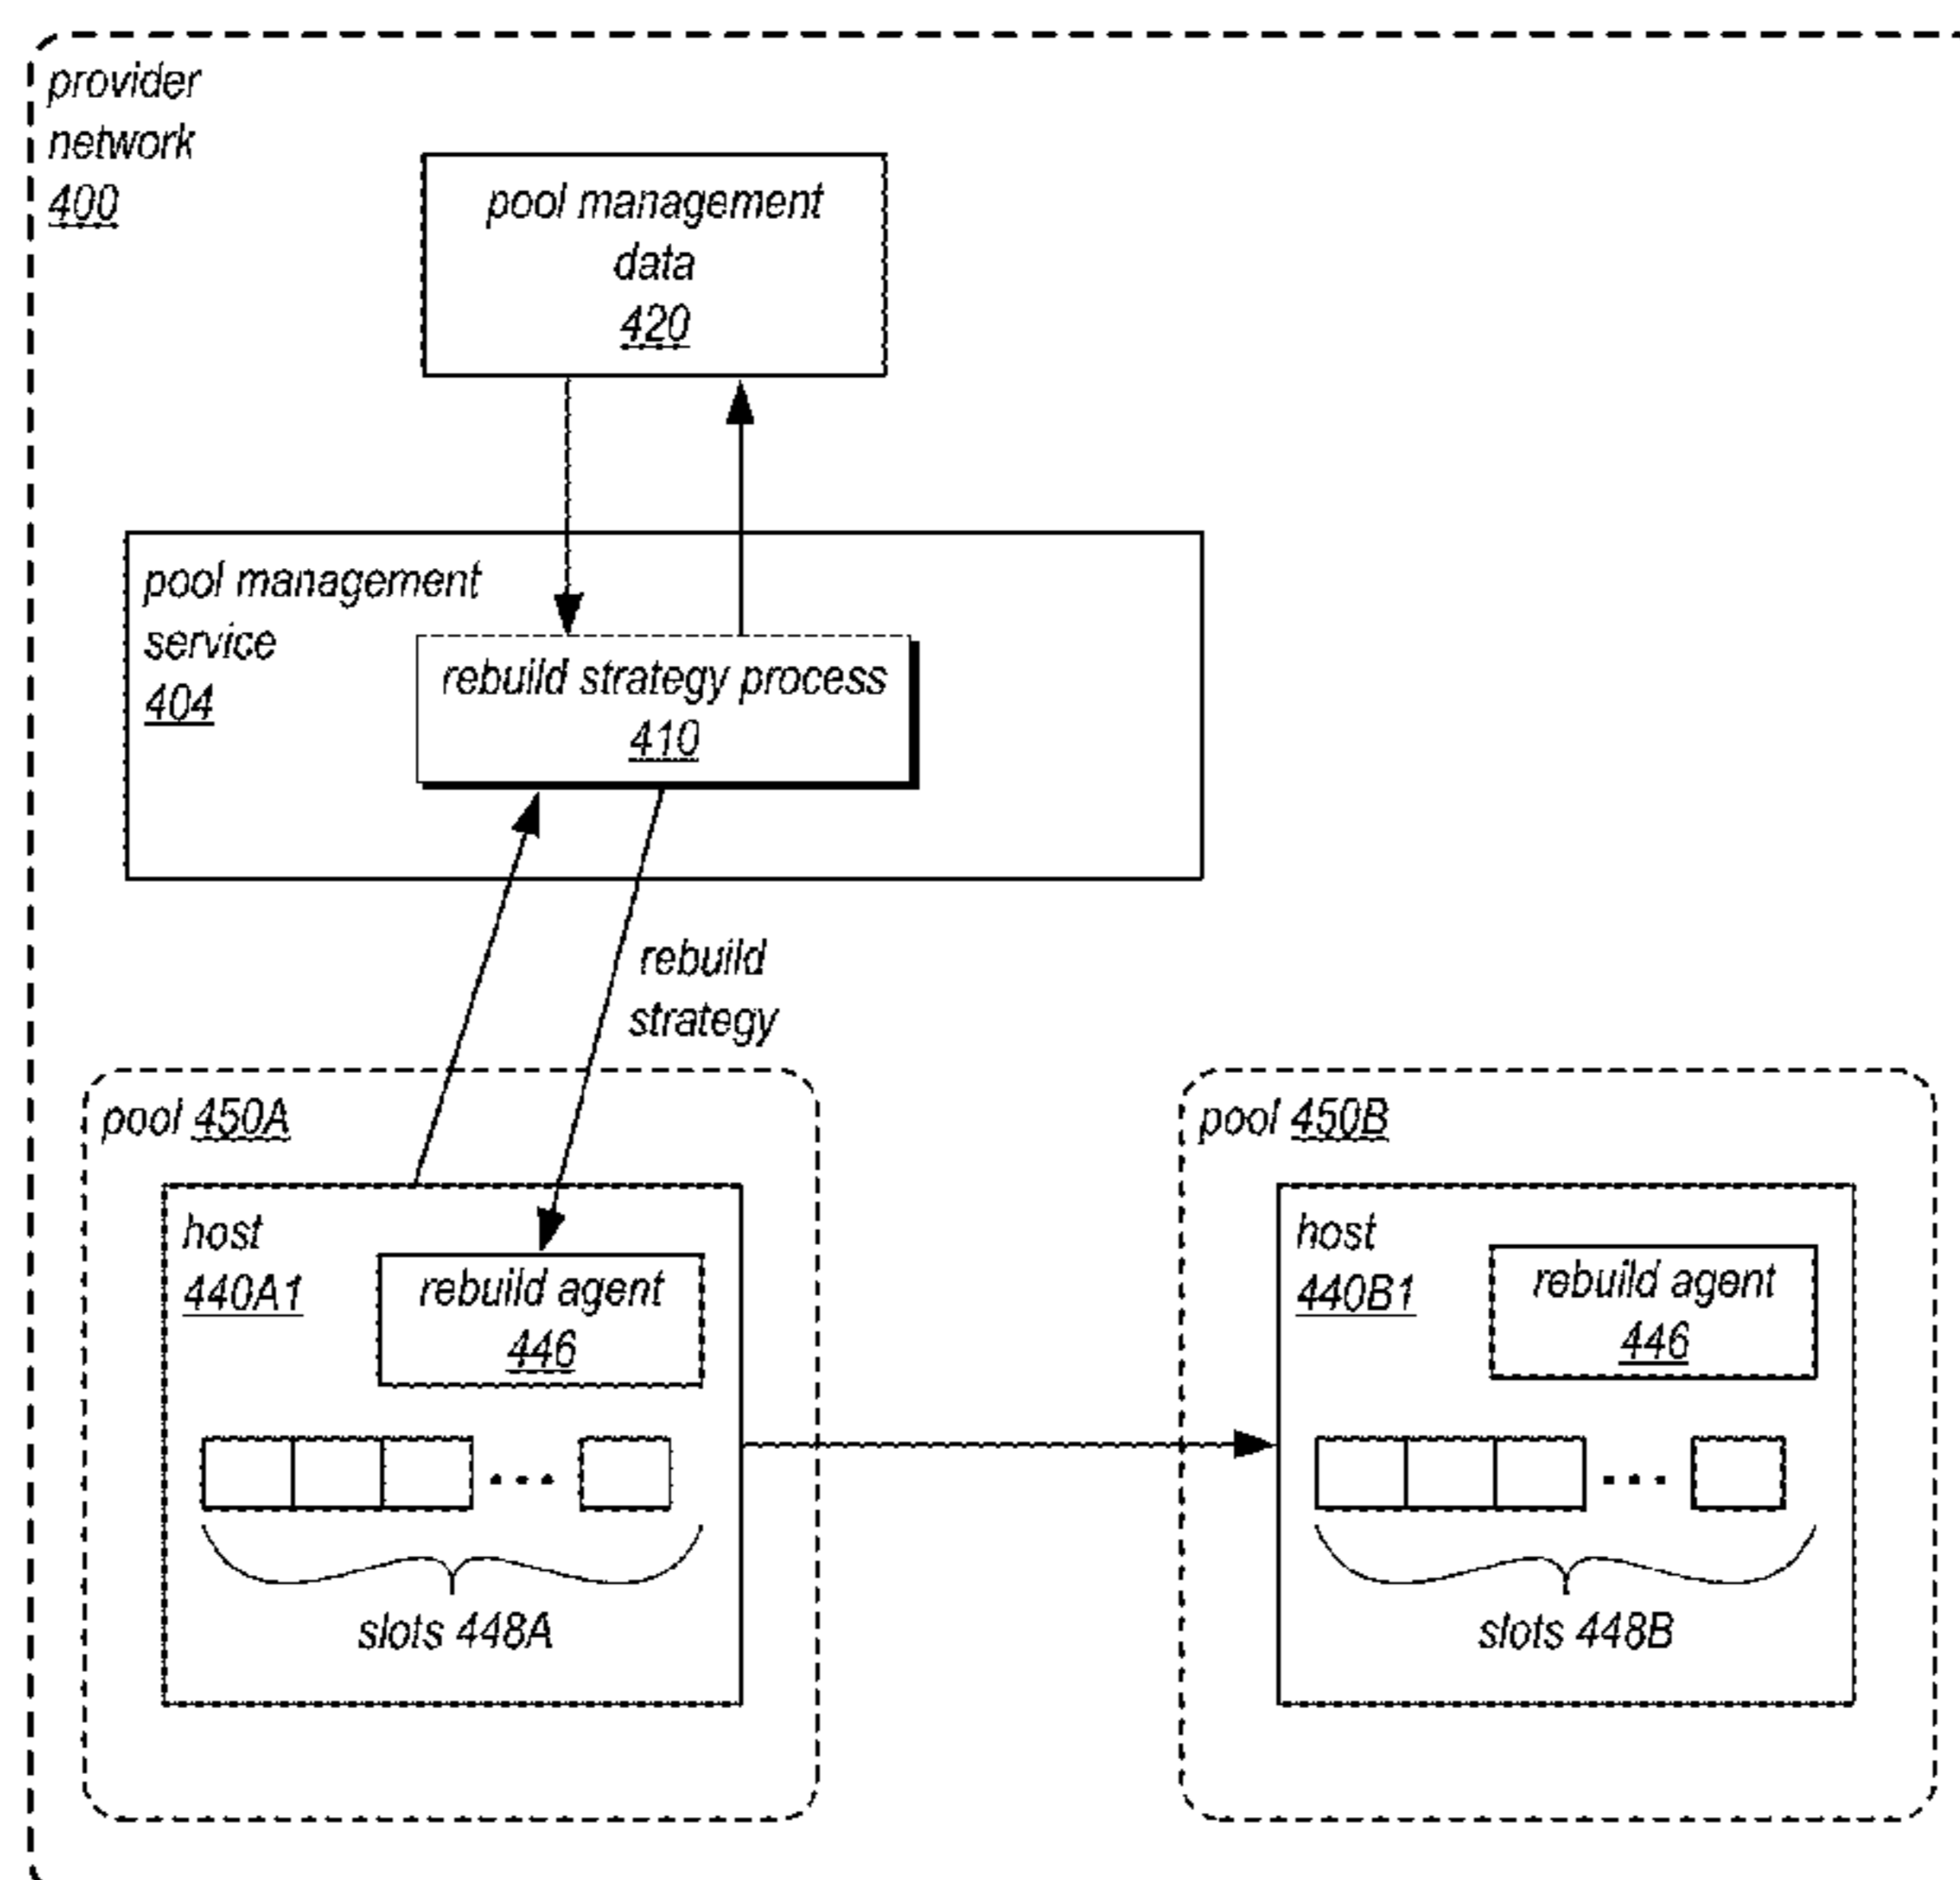 provider
network
400
pool management
data
420
pool management
service
404
rebuild strategy process
410
rebuild
strategy
pool 450A
host
440A1
rebuild agent
446
slots 448A
pool 450B
host
440B1
rebuild agent
446
slots 448B